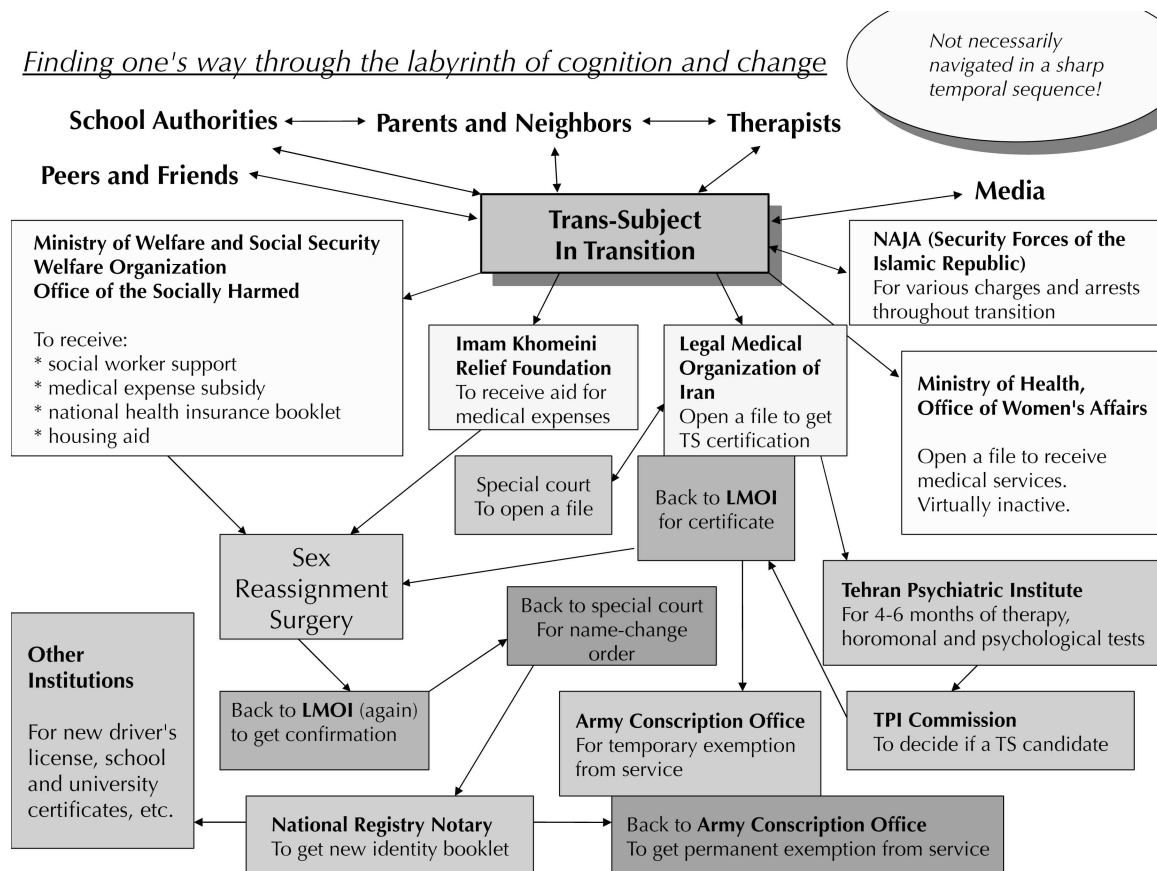 Finding one's way through the labyrinth of cognition and change
Not necessarily
navigated in a sharp
temporal sequence!
School Authorities
Parents and Neighbors
Therapists
Peers and Friends
Media
Trans-Subject
In Transition
Ministry of Welfare and Social Security
Welfare Organization
Office of the Socially Harmed
To receive:
* social worker support
* medical expense subsidy
* national health insurance booklet
* housing aid
Imam Khomeini
Relief Foundation
To receive aid for
medical expenses
Legal Medical
Organization of
Iran
Open a file to get
TS certification
NAJA (Security Forces of the
Islamic Republic)
For various charges and arrests
throughout transition
Ministry of Health,
Office of Women's Affairs
Open a file to receive
medical services.
Virtually inactive.
Special court
To open a file
Back to LMOI
for certificate
Sex
Reassignment
Surgery
Tehran Psychiatric Institute
For 4-6 months of therapy,
horomonal and psychological tests
Back to special court
For name-change
order
Other
Institutions
For new driver's
license, school
and university
certificates, etc.
Back to LMOI (again)
to get confirmation
Army Conscription Office
For temporary exemption
from service
TPI Commission
To decide if a TS candidate
National Registry Notary
To get new identity booklet
Back to Army Conscription Office
To get permanent exemption from service